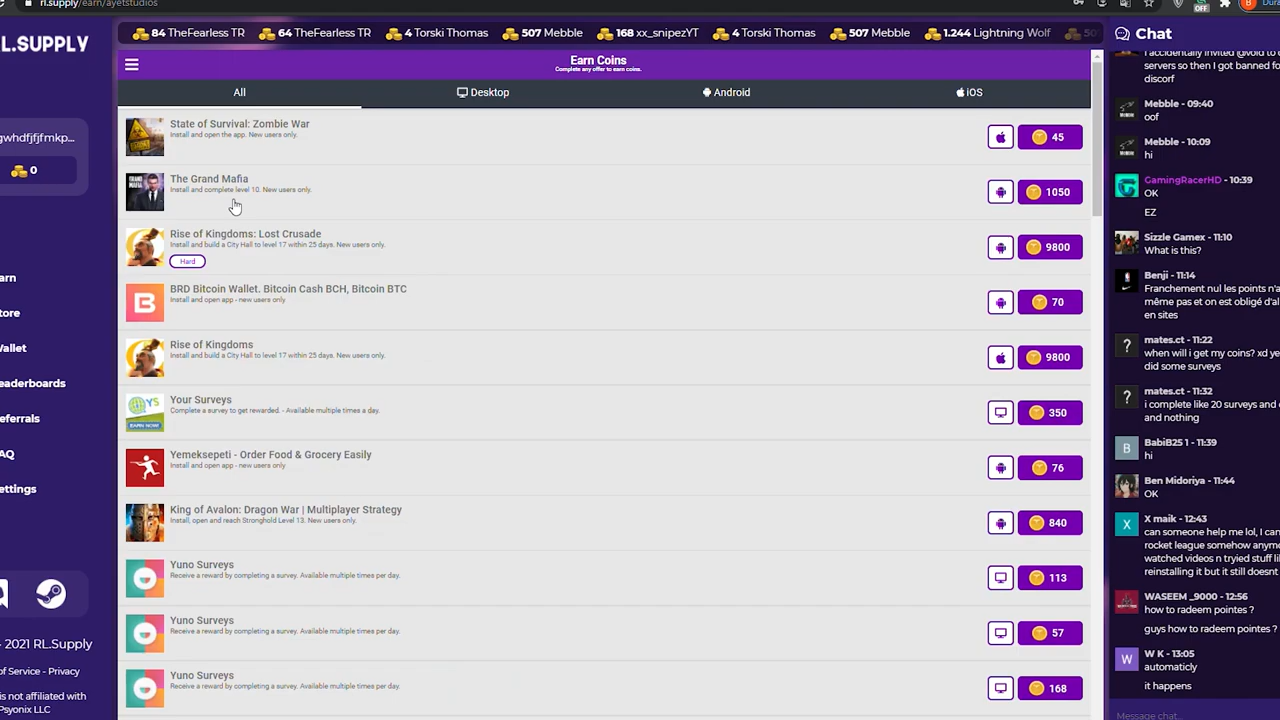 rl.supply/earn/ayetstudios
OFF
B
L.SUPPLY
84 TheFearless TR
64 TheFearless TR
4 Torski Thomas
507 Mebble
168 xx_snipezYT
4 Torski Thomas
507 Mebble
1.244 Lightning Wolf
Chat
Earn Coins
Complete any offer to earn coins.
All
Desktop
Android
iOS
gwhdfjfjfmkp...
0
arn
tore
Wallet
eaderboards
eferrals
AQ
ettings
- 2021 RL.Supply
of Service - Privacy
is not affiliated with
Psyonix LLC
State of Survival: Zombie War
Install and open the app. New users only.
45
The Grand Mafia
Install and complete level 10. New users only.
1050
Rise of Kingdoms: Lost Crusade
Install and build a City Hall to level 17 within 25 days. New users only.
Hard
9800
BRD Bitcoin Wallet. Bitcoin Cash BCH, Bitcoin BTC
Install and open app - new users only
70
Rise of Kingdoms
Install and build a City Hall to level 17 within 25 days. New users only.
9800
Your Surveys
Complete a survey to get rewarded. - Available multiple times a day.
350
YS
EARN NOW!
Yemeksepeti - Order Food & Grocery Easily
Install and open app - new users only
76
King of Avalon: Dragon War | Multiplayer Strategy
Install, open and reach Stronghold Level 13. New users only.
840
Yuno Surveys
Receive a reward by completing a survey. Available multiple times per day.
113
Yuno Surveys
Receive a reward by completing a survey. Available multiple times per day.
57
Yuno Surveys
Receive a reward by completing a survey. Available multiple times per day.
168
I accidentally invited @void to
servers so then I got banned fo
discorf
Mebble - 09:40
oof
Mebble - 10:09
hi
GamingRacerHD - 10:39
OK
EZ
Sizzle Gamex - 11:10
What is this?
Benji - 11:14
Franchement nul les points n'a
même pas et on est obligé d'al
en sites
mates.ct - 11:22
when will i get my coins? xd ye
did some surveys
mates.ct - 11:32
i complete like 20 surveys and
and nothing
BabiB25 1 - 11:39
hi
Ben Midoriya - 11:44
OK
X maik - 12:43
can someone help me lol, I can
rocket league somehow anymo
watched videos n tryied stuff li
reinstalling it but it still doesnt
WASEEM _9000 - 12:56
how to radeem pointes ?
guys how to redeem pointes ?
W K - 13:05
automaticly
it happens
Message chat...